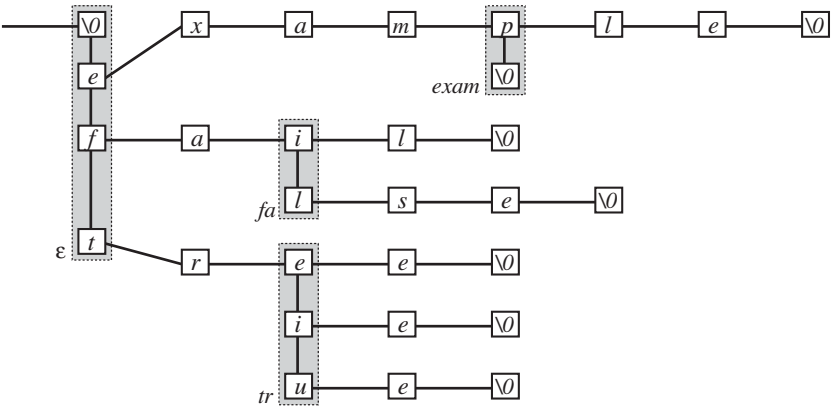 \0 x a m p l e \0
e \0
exam
f a i l \0
l s e \0
fa
t
ε
r e e \0
i e \0
u e \0
tr